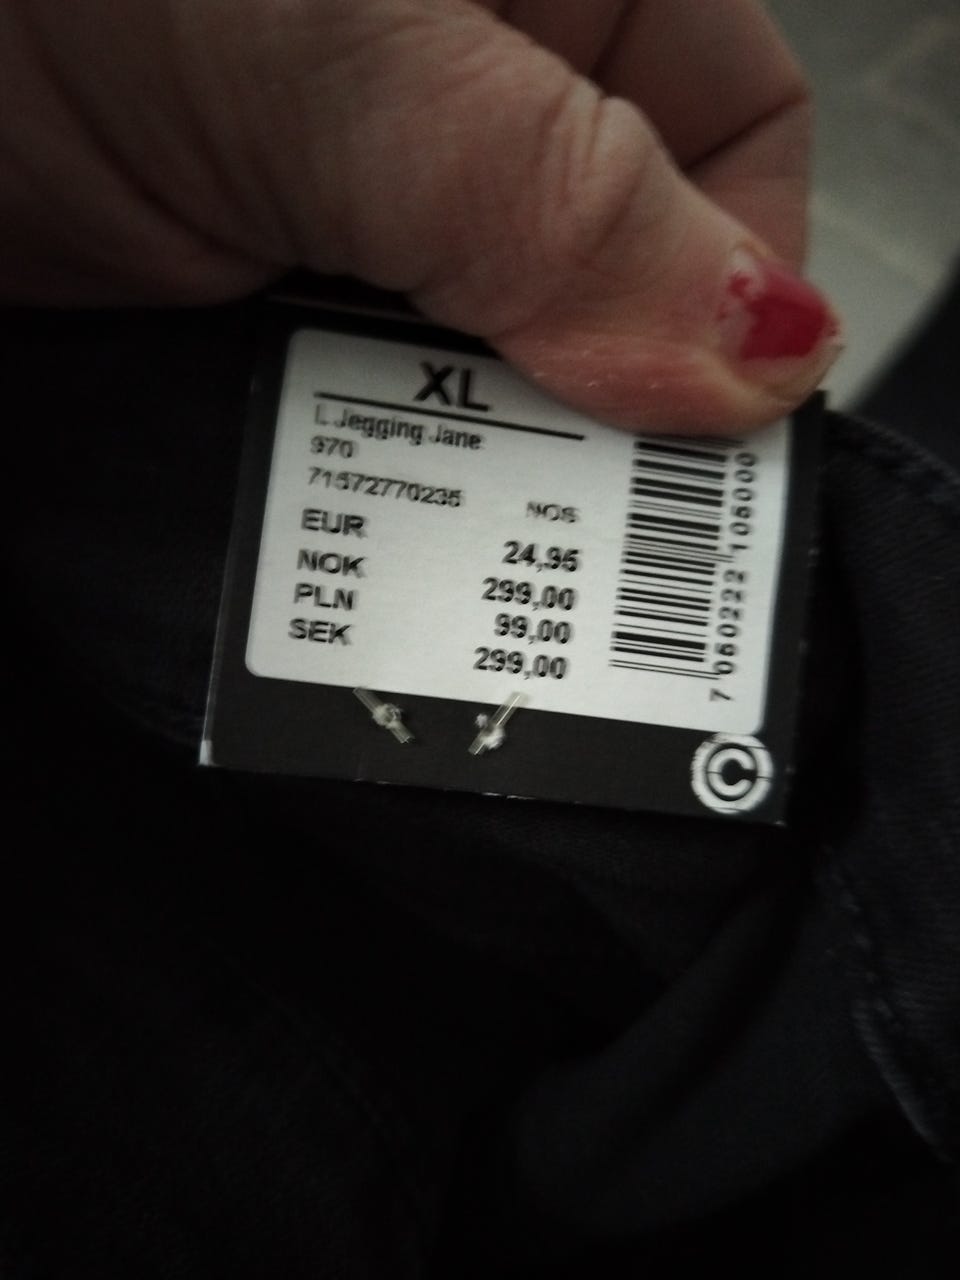 XL
L Jegging Jane
970
71572770235 NOS
EUR 24,95
NOK 299,00
PLN 99,00
SEK 299,00
7 050222 105000
C